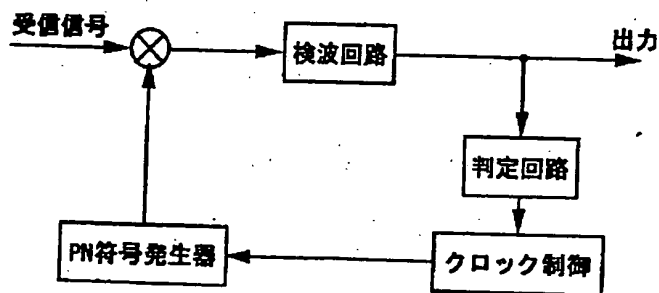 受信信号
検波回路
出力
判定回路
PN符号発生器
クロック制御